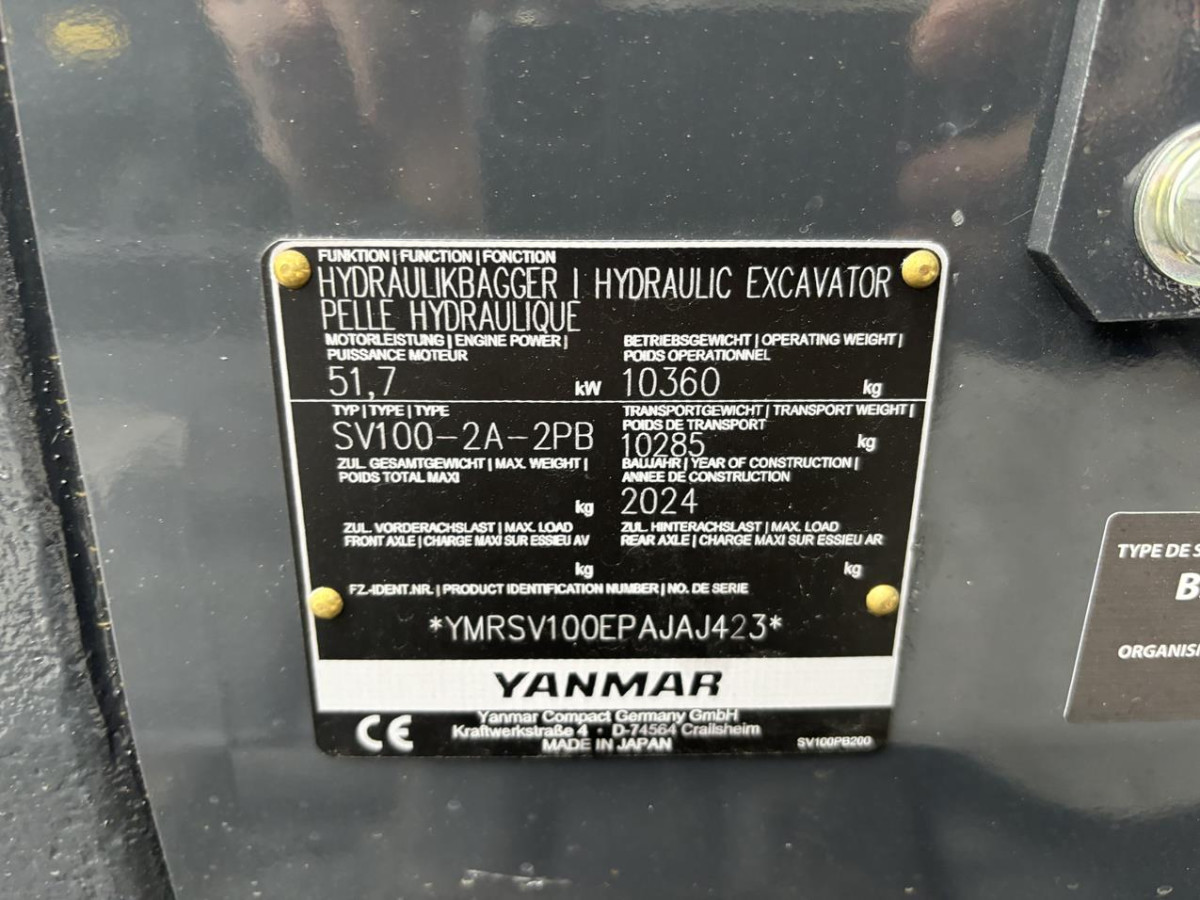 FUNKTION | FUNCTION | FONCTION
HYDRAULIKBAGGER | HYDRAULIC EXCAVATOR
PELLE HYDRAULIQUE
MOTORLEISTUNG | ENGINE POWER |
PUISSANCE MOTEUR
51,7 kW
BETRIEBSGEWICHT | OPERATING WEIGHT |
POIDS OPERATIONNEL
10360 kg
TYP | TYPE | TYPE
SV100-2A-2PB
TRANSPORTGEWICHT | TRANSPORT WEIGHT |
POIDS DE TRANSPORT
10285 kg
ZUL. GESAMTGEWICHT | MAX. WEIGHT |
POIDS TOTAL MAXI
kg
BAUJAHR | YEAR OF CONSTRUCTION |
ANNEE DE CONSTRUCTION
2024
ZUL. VORDERACHSLAST | MAX. LOAD
FRONT AXLE | CHARGE MAXI SUR ESSIEU AV
kg
ZUL. HINTERACHSLAST | MAX. LOAD
REAR AXLE | CHARGE MAXI SUR ESSIEU AR
kg
FZ.-IDENT.NR. | PRODUCT IDENTIFICATION NUMBER | NO. DE SERIE
*YMRSV100EPAJAJ423*
YANMAR
CE
Yanmar Compact Germany GmbH
Kraftwerkstraße 4 · D-74564 Crailsheim
MADE IN JAPAN
SV100PB200
TYPE DE